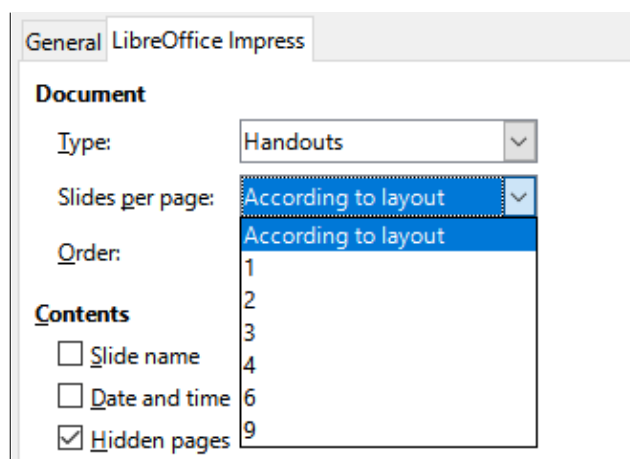 General LibreOffice Impress
Document
Type: Handouts
Slides per page: According to layout
According to layout
Order:
1
2
Contents
3
Slide name
4
Date and time 6
Hidden pages 9